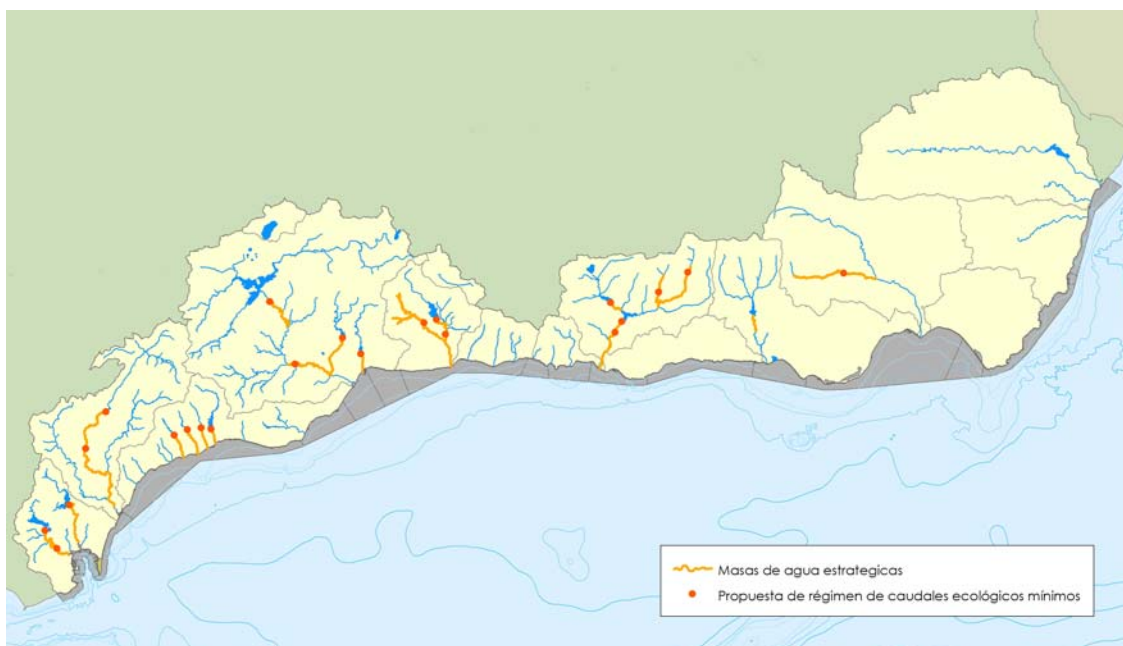 Masas de agua estrategicas
Propuesta de régimen de caudales ecológicos mínimos